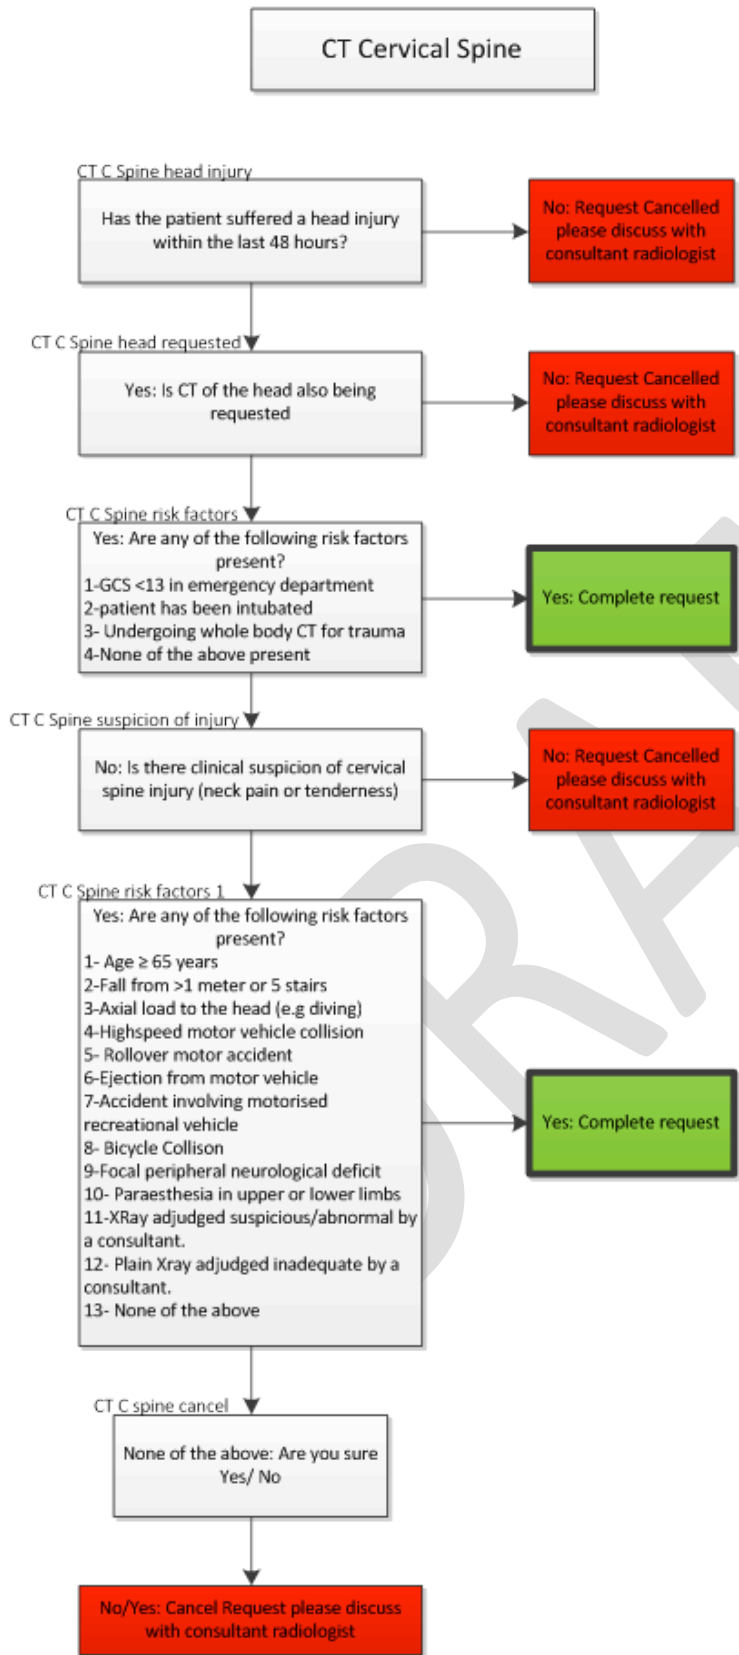 CT Cervical Spine
CT C Spine head injury
Has the patient suffered a head injury
within the last 48 hours?
No: Request Cancelled
please discuss with
consultant radiologist
CT C Spine head requested
Yes: Is CT of the head also being
requested
No: Request Cancelled
please discuss with
consultant radiologist
CT C Spine risk factors
Yes: Are any of the following risk factors
present?
1-GCS <13 in emergency department
2-patient has been intubated
3- Undergoing whole body CT for trauma
4-None of the above present
Yes: Complete request
CT C Spine suspicion of injury
No: Is there clinical suspicion of cervical
spine injury (neck pain or tenderness)
No: Request Cancelled
please discuss with
consultant radiologist
CT C Spine risk factors 1
Yes: Are any of the following risk factors
present?
1- Age ≥ 65 years
2-Fall from >1 meter or 5 stairs
3-Axial load to the head (e.g diving)
4-Highspeed motor vehicle collision
5- Rollover motor accident
6-Ejection from motor vehicle
7-Accident involving motorised
recreational vehicle
8- Bicycle Collison
9-Focal peripheral neurological deficit
10- Paraesthesia in upper or lower limbs
11-XRay adjudged suspicious/abnormal by
a consultant.
12- Plain Xray adjudged inadequate by a
consultant.
13- None of the above
Yes: Complete request
CT C spine cancel
None of the above: Are you sure
Yes/ No
No/Yes: Cancel Request please discuss
with consultant radiologist